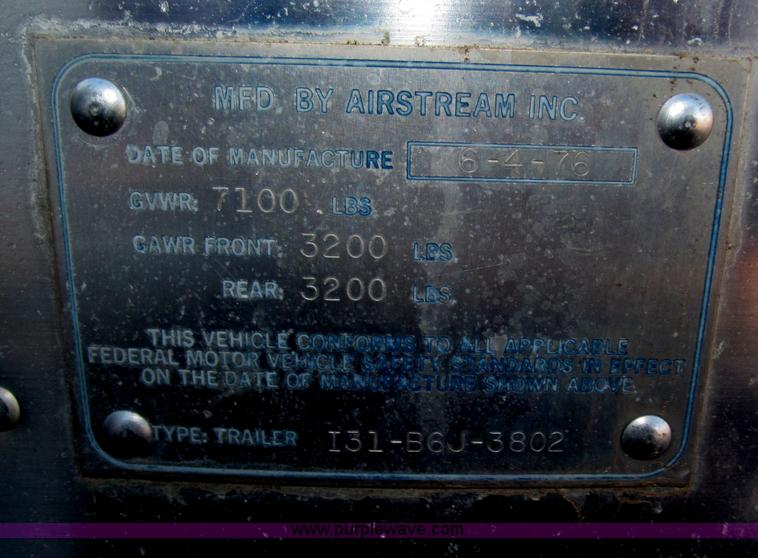 MFD. BY AIRSTREAM INC.
DATE OF MANUFACTURE 6-4-76
GVWR: 7100 LBS
GAWR FRONT: 3200 LBS.
REAR: 3200 LBS.
THIS VEHICLE CONFORMS TO ALL APPLICABLE
FEDERAL MOTOR VEHICLE SAFETY STANDARDS IN EFFECT
ON THE DATE OF MANUFACTURE SHOWN ABOVE
TYPE: TRAILER I31-B6J-3802
www.purplewave.com